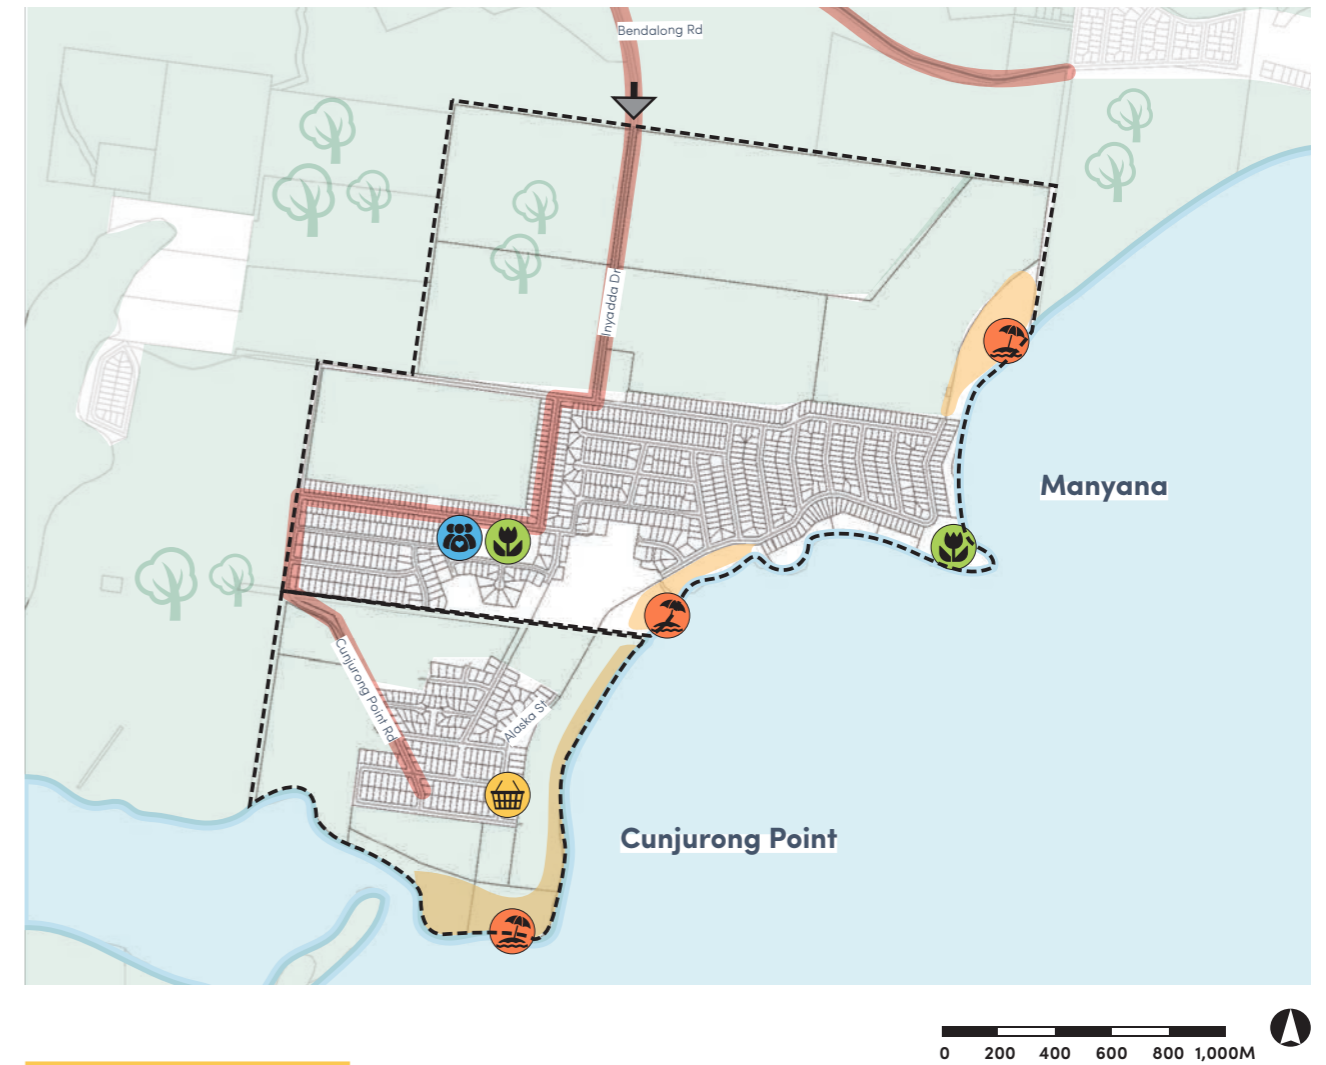 Bendalong Rd
Inyadda Dr
Manyana
Cunjurong Point Rd
Alaska St
Cunjurong Point
0 200 400 600 800 1,000M